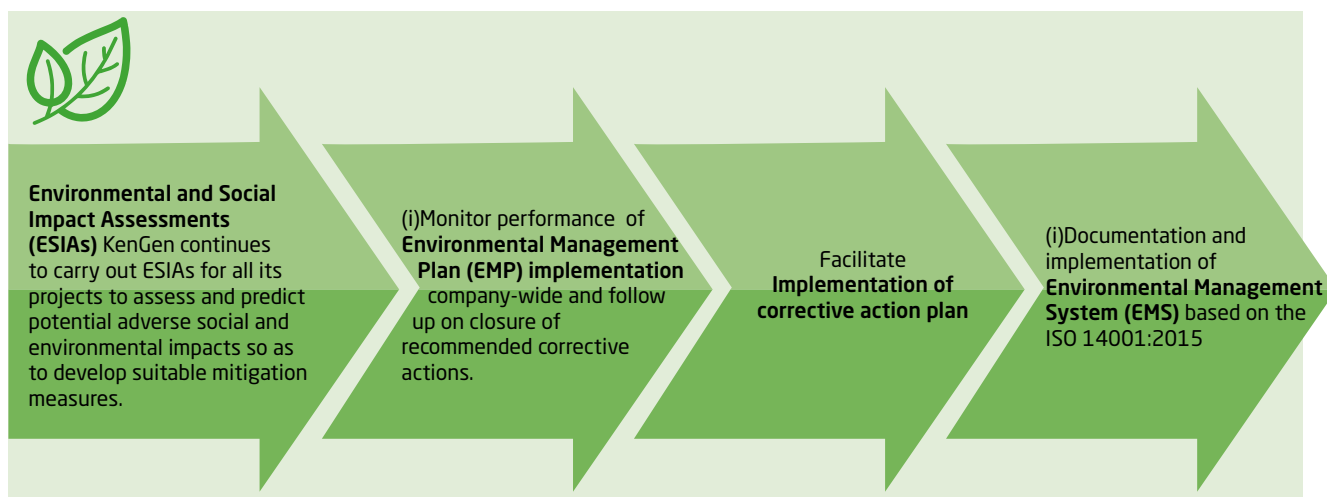 Environmental and Social
Impact Assessments
(ESIAs) KenGen continues
to carry out ESIAs for all its
projects to assess and predict
potential adverse social and
environmental impacts so as
to develop suitable mitigation
measures.
(i)Monitor performance of
Environmental Management
Plan (EMP) implementation
company-wide and follow
up on closure of
recommended corrective
actions.
Facilitate
Implementation of
corrective action plan
(i)Documentation and
implementation of
Environmental Management
System (EMS) based on the
ISO 14001:2015